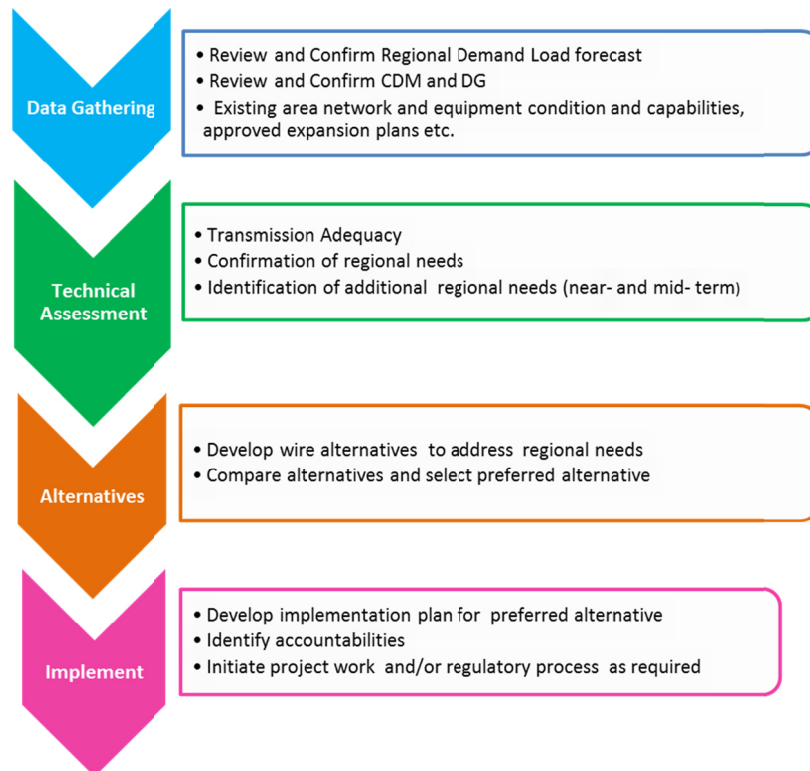 Data Gathering
• Review and Confirm Regional Demand Load forecast
• Review and Confirm CDM and DG
• Existing area network and equipment condition and capabilities,
approved expansion plans etc.
Technical
Assessment
• Transmission Adequacy
• Confirmation of regional needs
• Identification of additional regional needs (near- and mid- term)
Alternatives
• Develop wire alternatives to address regional needs
• Compare alternatives and select preferred alternative
Implement
• Develop implementation plan for preferred alternative
• Identify accountabilities
• Initiate project work and/or regulatory process as required